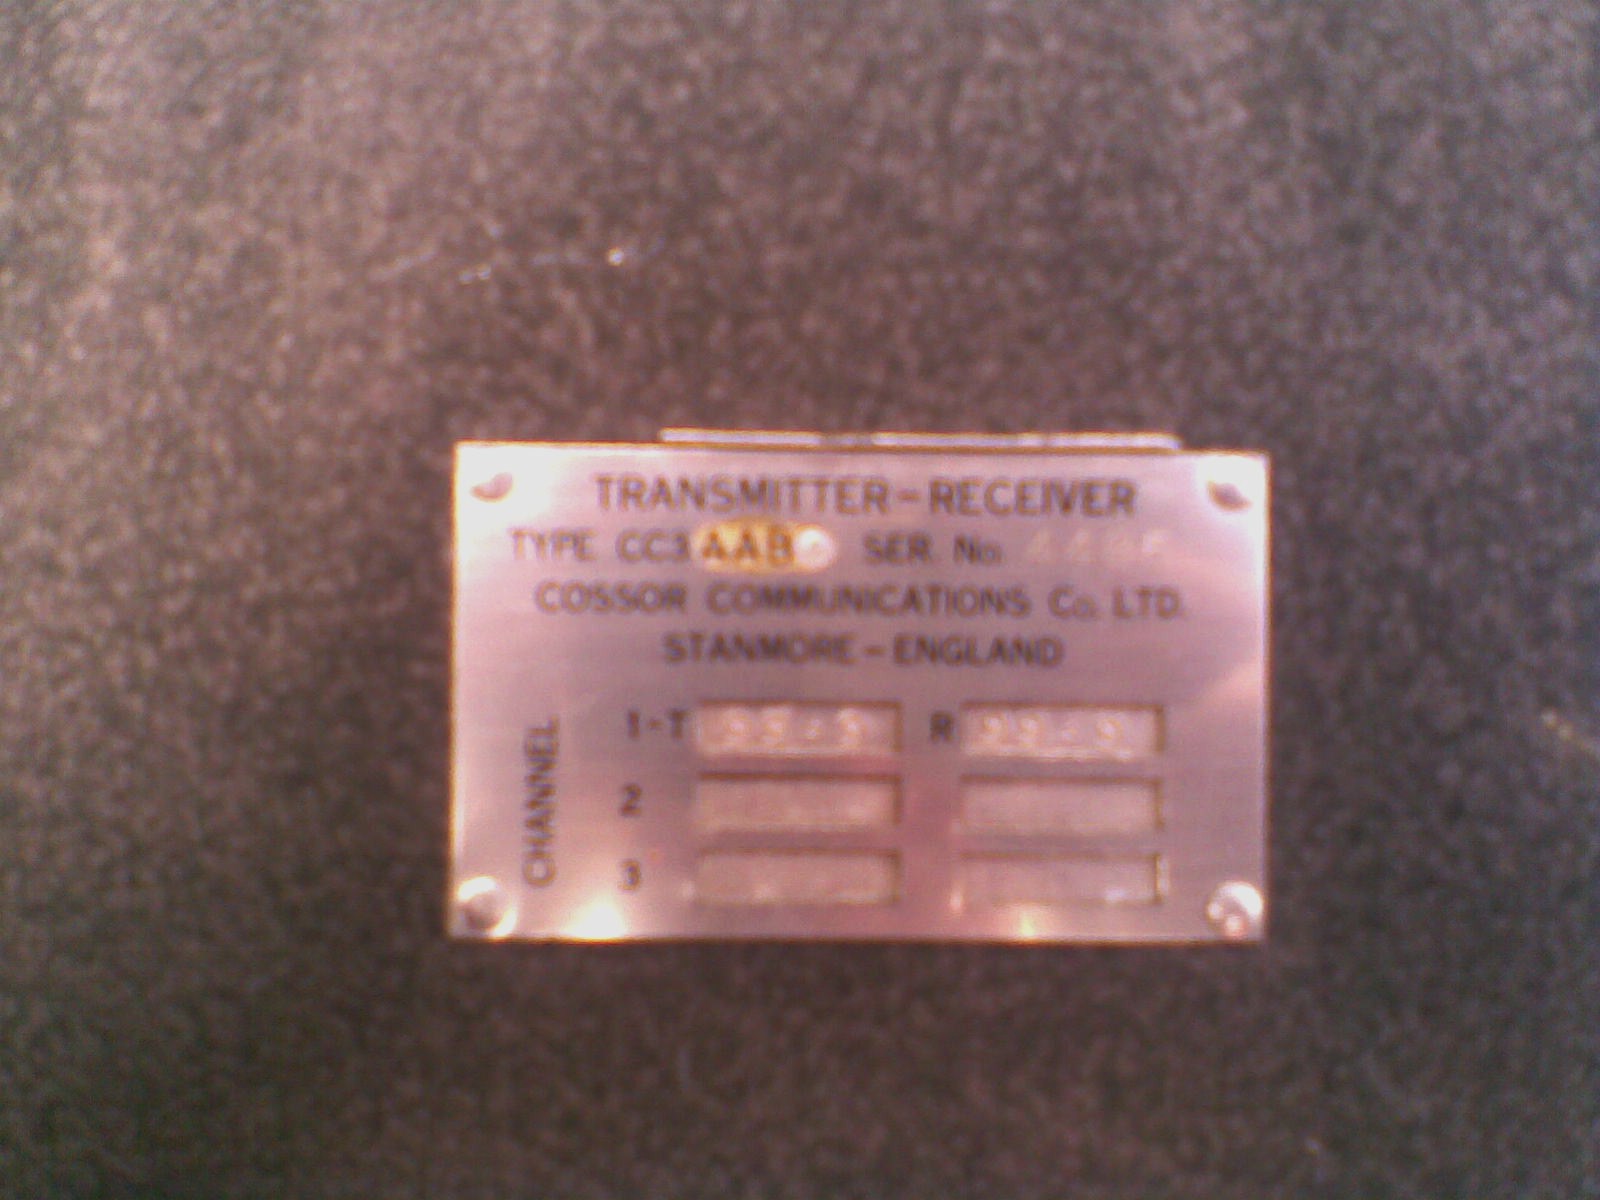 TRANSMITTER-RECEIVER
TYPE CC3 AAB SER. No.
COSSOR COMMUNICATIONS Co. LTD.
STANMORE-ENGLAND
CHANNEL
1-T R
2
3